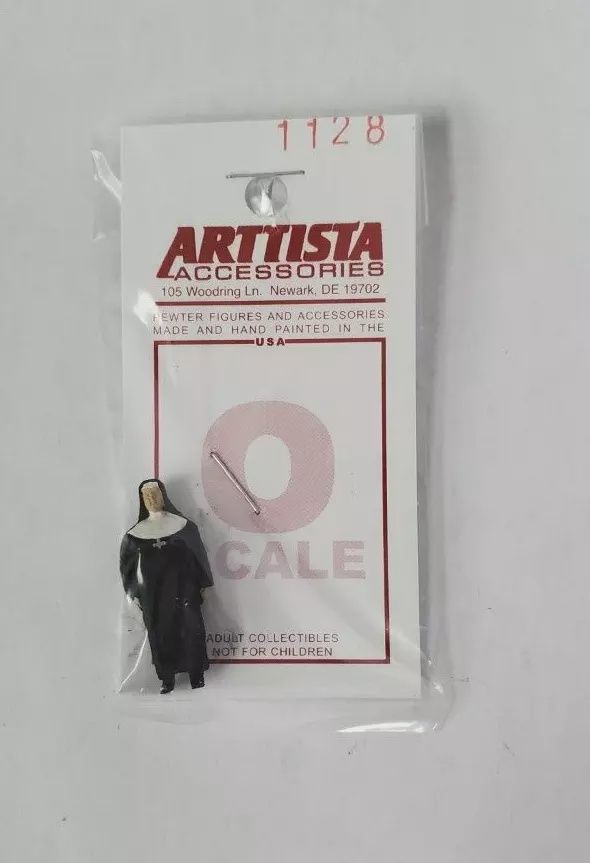 1128
ARTTISTA
ACCESSORIES
105 Woodring Ln. Newark, DE 19702
PEWTER FIGURES AND ACCESSORIES
MADE AND HAND PAINTED IN THE
USA
O
CALE
ADULT COLLECTIBLES
NOT FOR CHILDREN